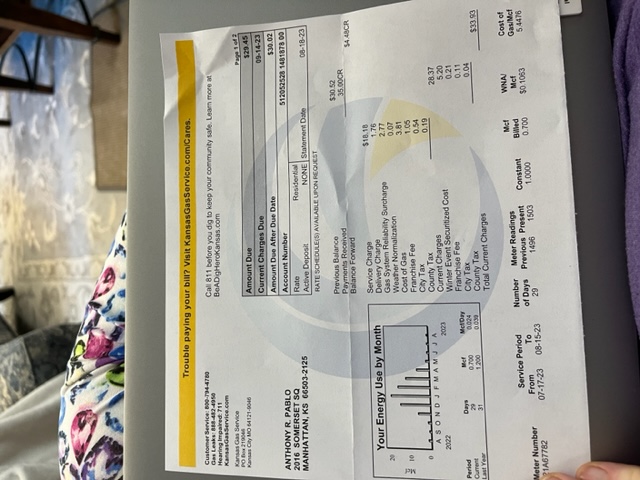 Trouble paying your bill? Visit KansasGasService.com/Cares.
Customer Service: 800-794-4780
Gas Leaks: 888-482-4950
Hearing Impaired: 711
KansasGasService.com
Kansas Gas Service
PO Box 219046
Kansas City MO 64121-9046
Call 811 before you dig to keep your community safe. Learn more at
BeADigHeroKansas.com
Page 1 of 2
Amount Due $29.45
Current Charges Due 09-14-23
Amount Due After Due Date $30.02
Account Number 512052528 1481878 00
Rate Residential
Active Deposit NONE Statement Date 08-18-23
RATE SCHEDULE(S) AVAILABLE UPON REQUEST
ANTHONY R. PABLO
2016 SOMERSET SQ
MANHATTAN, KS 66503-2125
Previous Balance $30.52
Payments Received 35.00CR
Balance Forward $4.48CR
Service Charge $18.18
Delivery Charge 1.76
Gas System Reliability Surcharge 2.77
Weather Normalization 0.07
Cost of Gas 3.81
Franchise Fee 1.05
City Tax 0.54
County Tax 0.19
Current Charges 28.37
Winter Event Securitized Cost 5.20
Franchise Fee 0.21
City Tax 0.11
County Tax 0.04
Total Current Charges $33.93
Your Energy Use by Month
Mcf
20
10
0
A S O N D J F M A M J J A
2022 2023
Period Days Mcf Mcf/Day
Current 29 0.700 0.024
Last Year 31 1.200 0.039
Meter Number Service Period From To Number of Days Meter Readings Previous Present Constant Mcf Billed WNA/ Mcf Cost of Gas/Mcf
21A67782 07-17-23 08-15-23 29 1496 1503 1.0000 0.700 $0.1063 5.4476